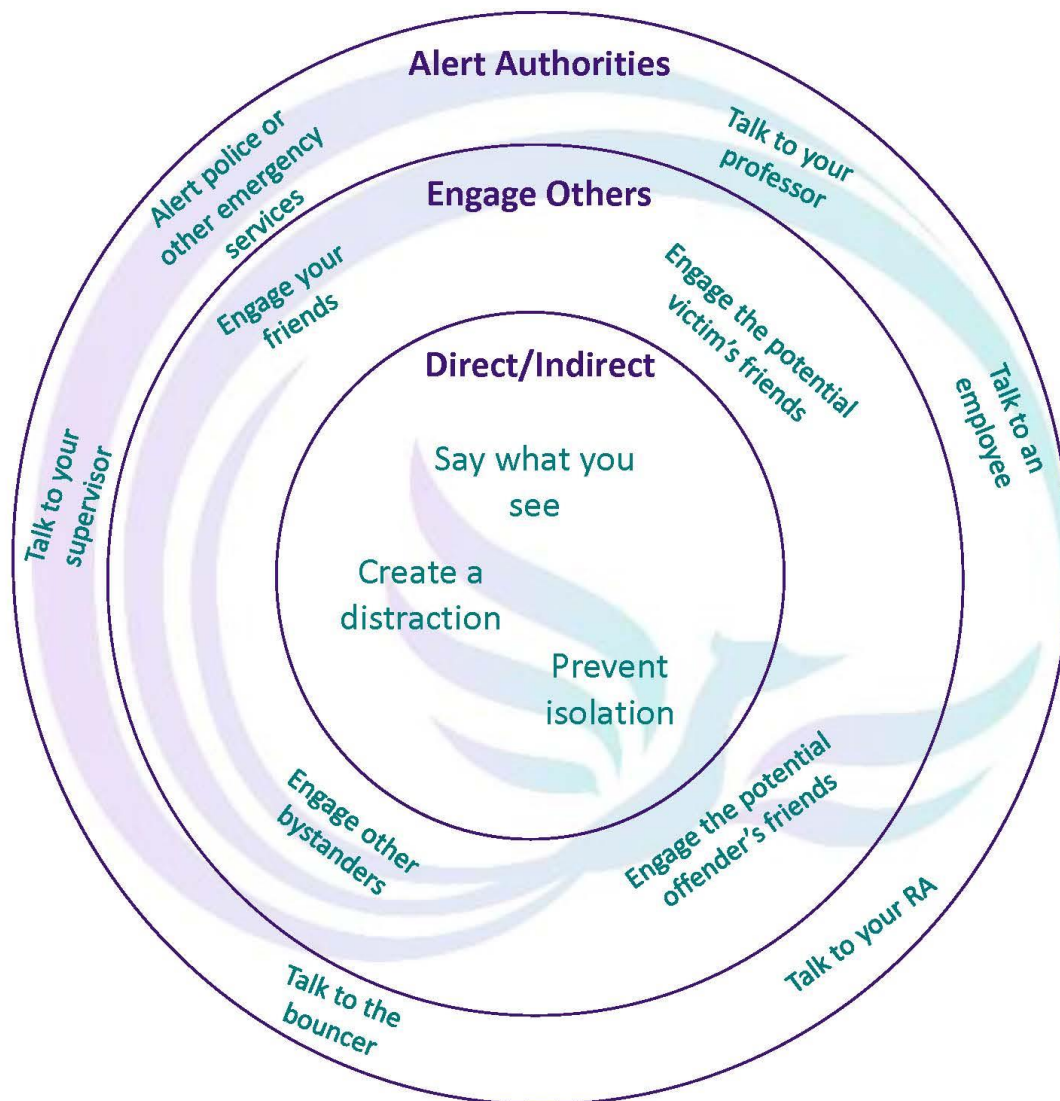 Alert Authorities
Alert police or
other emergency
services
Talk to your
professor
Talk to an
employee
Talk to your
supervisor
Talk to the
bouncer
Talk to your RA
Engage Others
Engage your
friends
Engage the potential
victim's friends
Engage other
bystanders
Engage the potential
offender's friends
Direct/Indirect
Say what you
see
Create a
distraction
Prevent
isolation